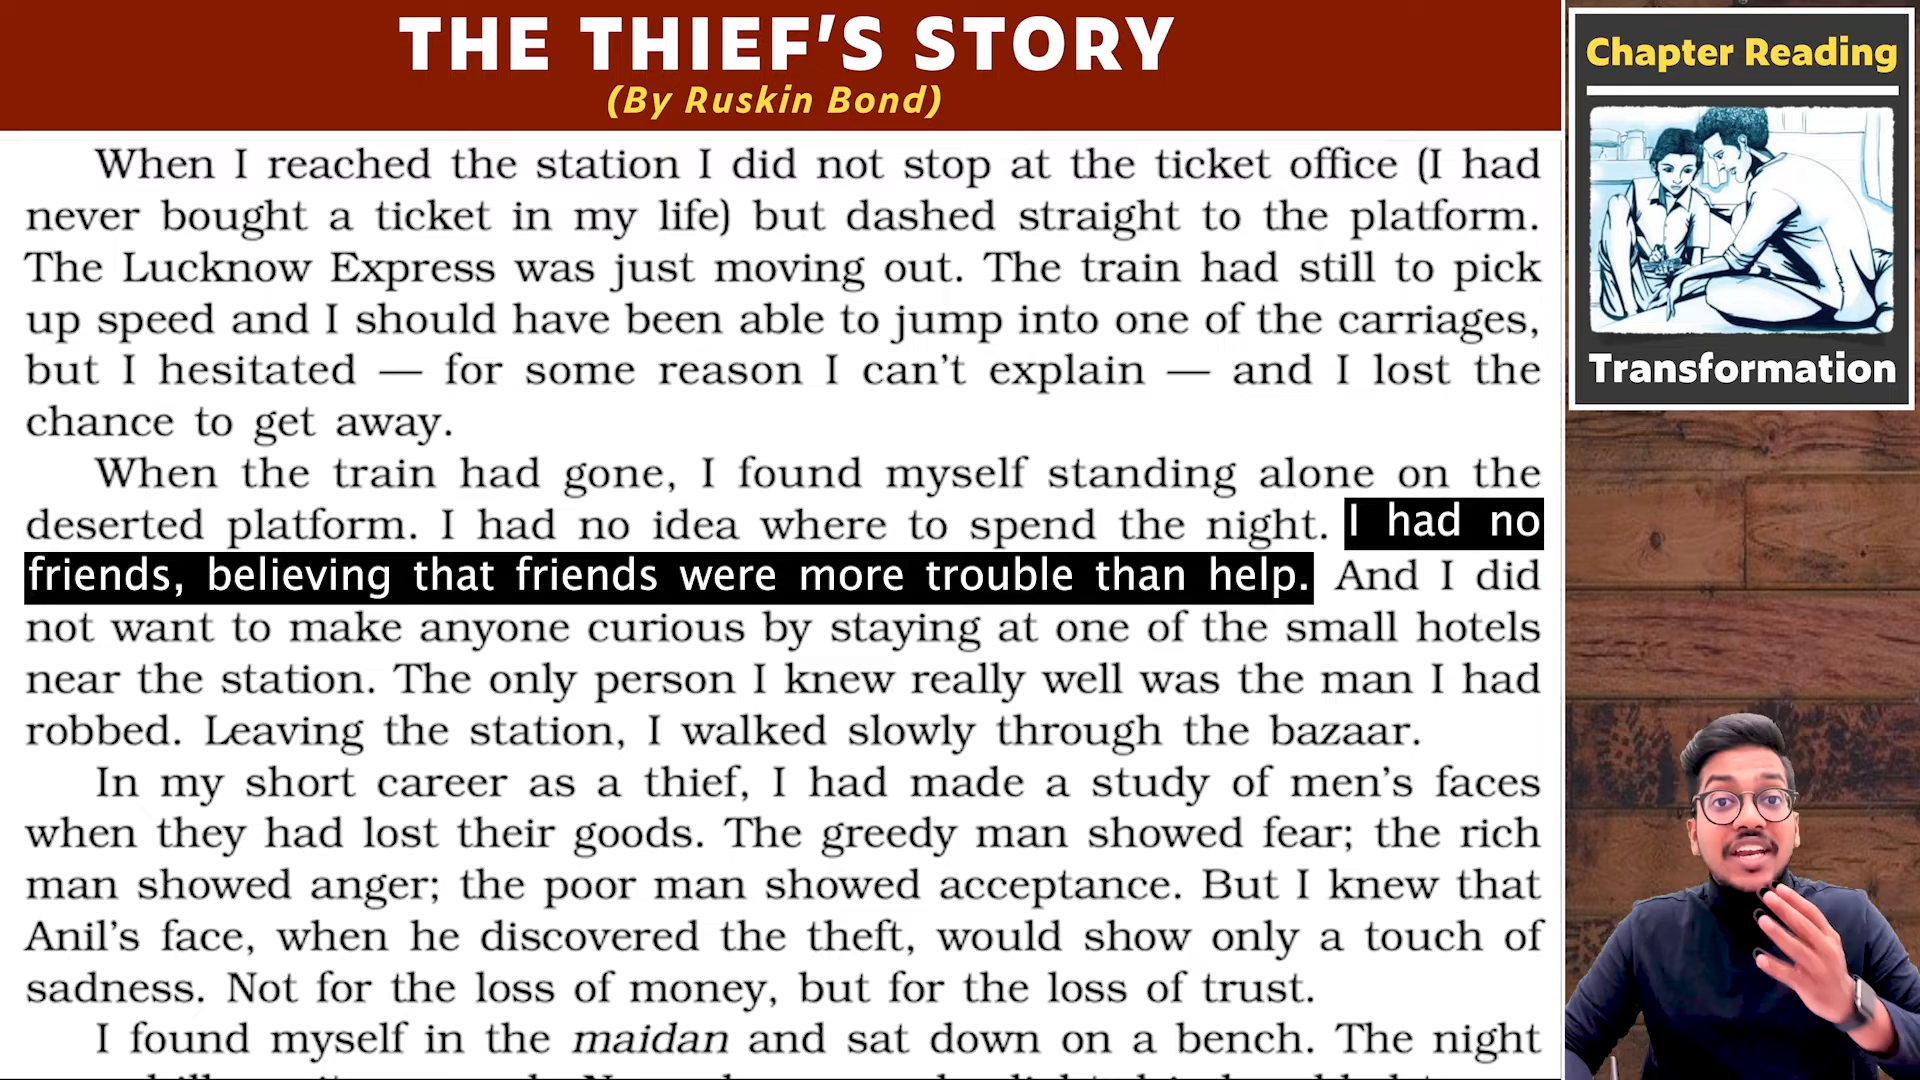 THE THIEF'S STORY
(By Ruskin Bond)
Chapter Reading
Transformation
When I reached the station I did not stop at the ticket office (I had
never bought a ticket in my life) but dashed straight to the platform.
The Lucknow Express was just moving out. The train had still to pick
up speed and I should have been able to jump into one of the carriages,
but I hesitated — for some reason I can't explain — and I lost the
chance to get away.
When the train had gone, I found myself standing alone on the
deserted platform. I had no idea where to spend the night. I had no
friends, believing that friends were more trouble than help. And I did
not want to make anyone curious by staying at one of the small hotels
near the station. The only person I knew really well was the man I had
robbed. Leaving the station, I walked slowly through the bazaar.
In my short career as a thief, I had made a study of men's faces
when they had lost their goods. The greedy man showed fear; the rich
man showed anger; the poor man showed acceptance. But I knew that
Anil's face, when he discovered the theft, would show only a touch of
sadness. Not for the loss of money, but for the loss of trust.
I found myself in the maidan and sat down on a bench. The night